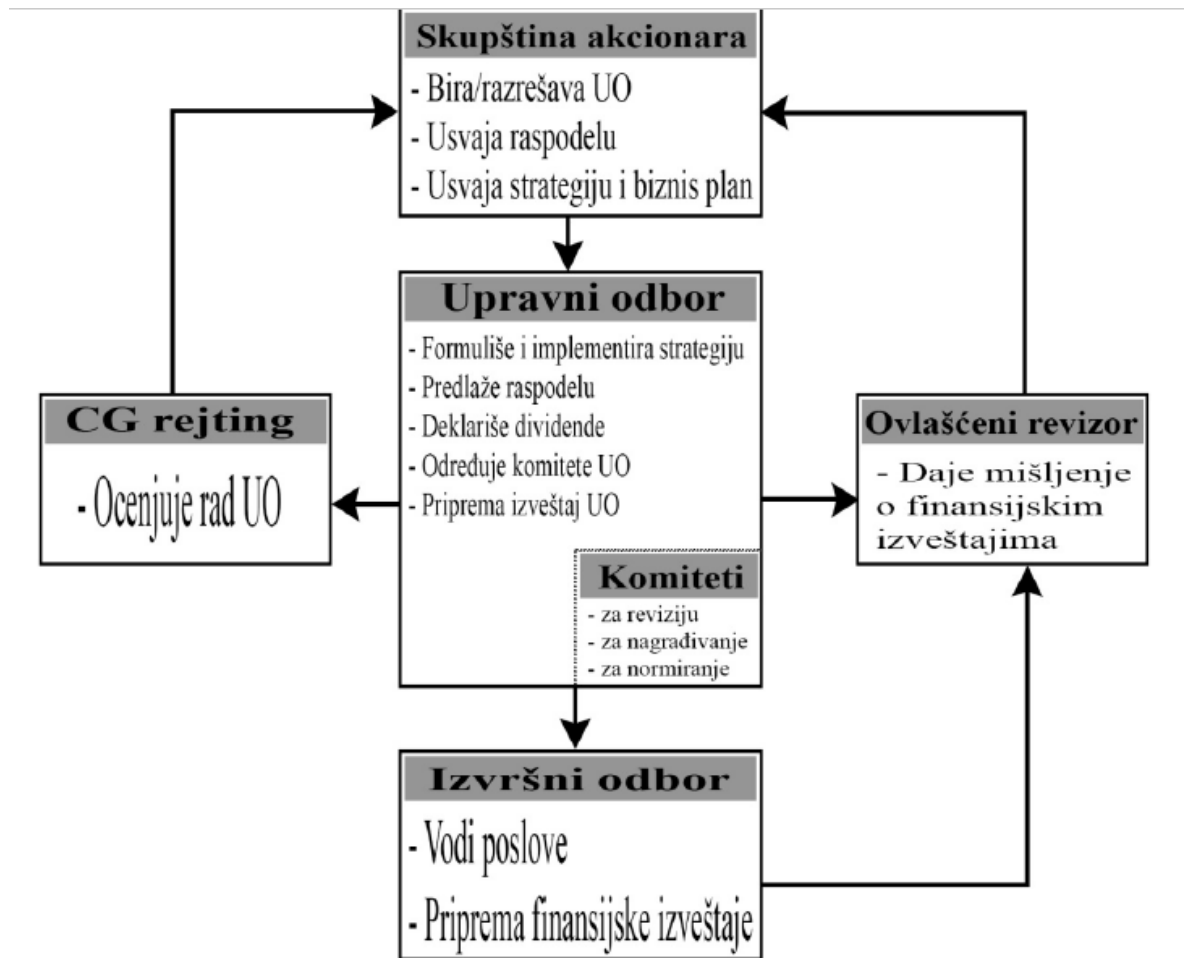 Skupština akcionara
- Bira/razrešava UO
- Usvaja raspodelu
- Usvaja strategiju i biznis plan
Upravni odbor
- Formuliše i implementira strategiju
- Predlaže raspodelu
- Deklariše dividende
- Određuje komitete UO
- Priprema izveštaj UO
Komiteti
- za reviziju
- za nagrađivanje
- za normiranje
CG rejting
- Ocenjuje rad UO
Ovlašćeni revizor
- Daje mišljenje
o finansijskim
izveštajima
Izvršni odbor
- Vodi poslove
- Priprema finansijske izveštaje